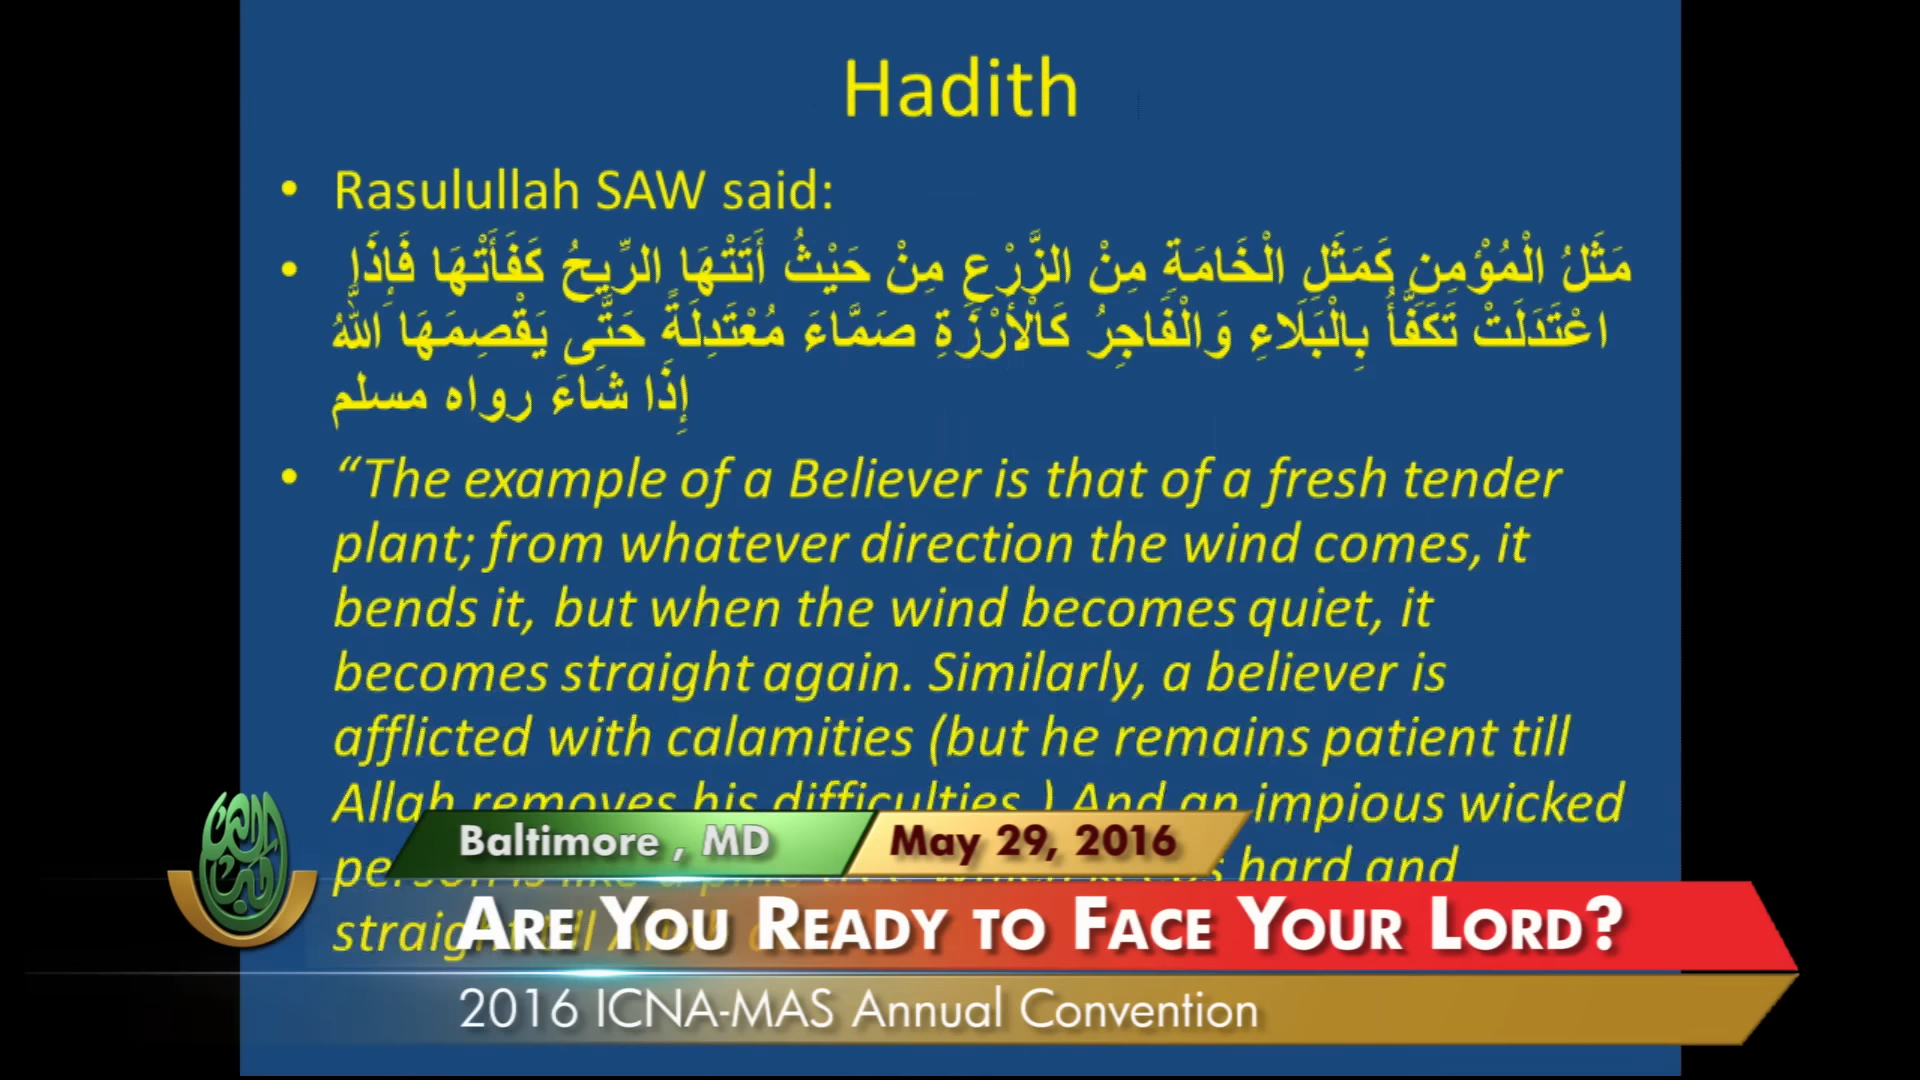 Hadith
• Rasulullah SAW said:
• مَثَلُ الْمُؤْمِنِ كَمَثَلِ الْخَامَةِ مِنْ الزَّرْعِ مِنْ حَيْثُ أَتَتْهَا الرِّيحُ كَفَأَتْهَا فَإِذَا
اعْتَدَلَتْ تَكَفَّأُ بِالْبَلَاءِ وَالْفَاجِرُ كَالْأَرْزَةِ صَمَّاءَ مُعْتَدِلَةً حَتَّى يَقْصِمَهَا اللَّهُ
إِذَا شَاءَ رواه مسلم
• “The example of a Believer is that of a fresh tender
plant; from whatever direction the wind comes, it
bends it, but when the wind becomes quiet, it
becomes straight again. Similarly, a believer is
afflicted with calamities (but he remains patient till
Allah removes his difficulties.) And an impious wicked
hard and
Baltimore , MD
May 29, 2016
ARE YOU READY TO FACE YOUR LORD?
2016 ICNA-MAS Annual Convention